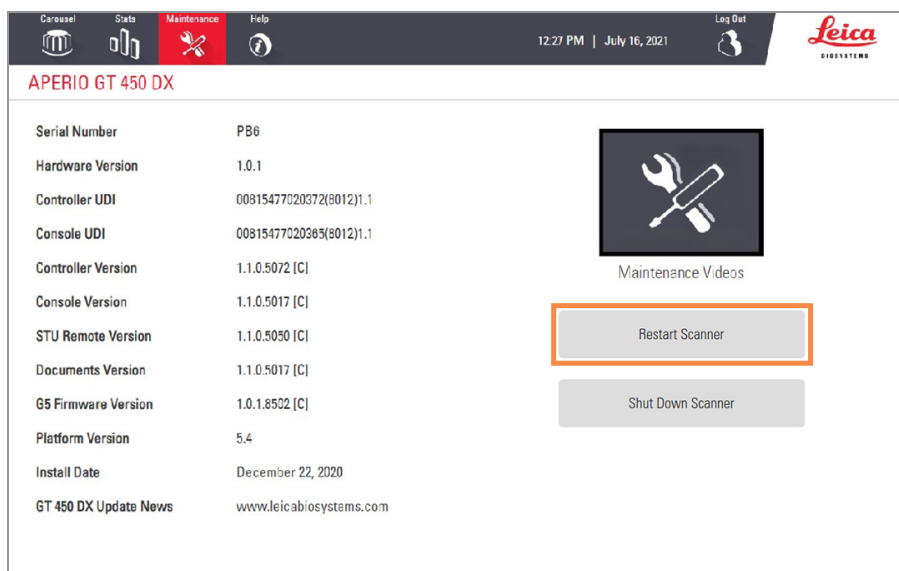 Carousel Stats Maintenance Help
12:27 PM | July 16, 2021
Log Out
Leica
BIOSYSTEMS
APERIO GT 450 DX
Serial Number PB6
Hardware Version 1.0.1
Controller UDI 00815477020372(8012)1.1
Console UDI 00815477020365(8012)1.1
Controller Version 1.1.0.5072 [C]
Console Version 1.1.0.5017 [C]
STU Remote Version 1.1.0.5050 [C]
Documents Version 1.1.0.5017 [C]
G5 Firmware Version 1.0.1.8502 [C]
Platform Version 5.4
Install Date December 22, 2020
GT 450 DX Update News www.leicabiosystems.com
Maintenance Videos
Restart Scanner
Shut Down Scanner